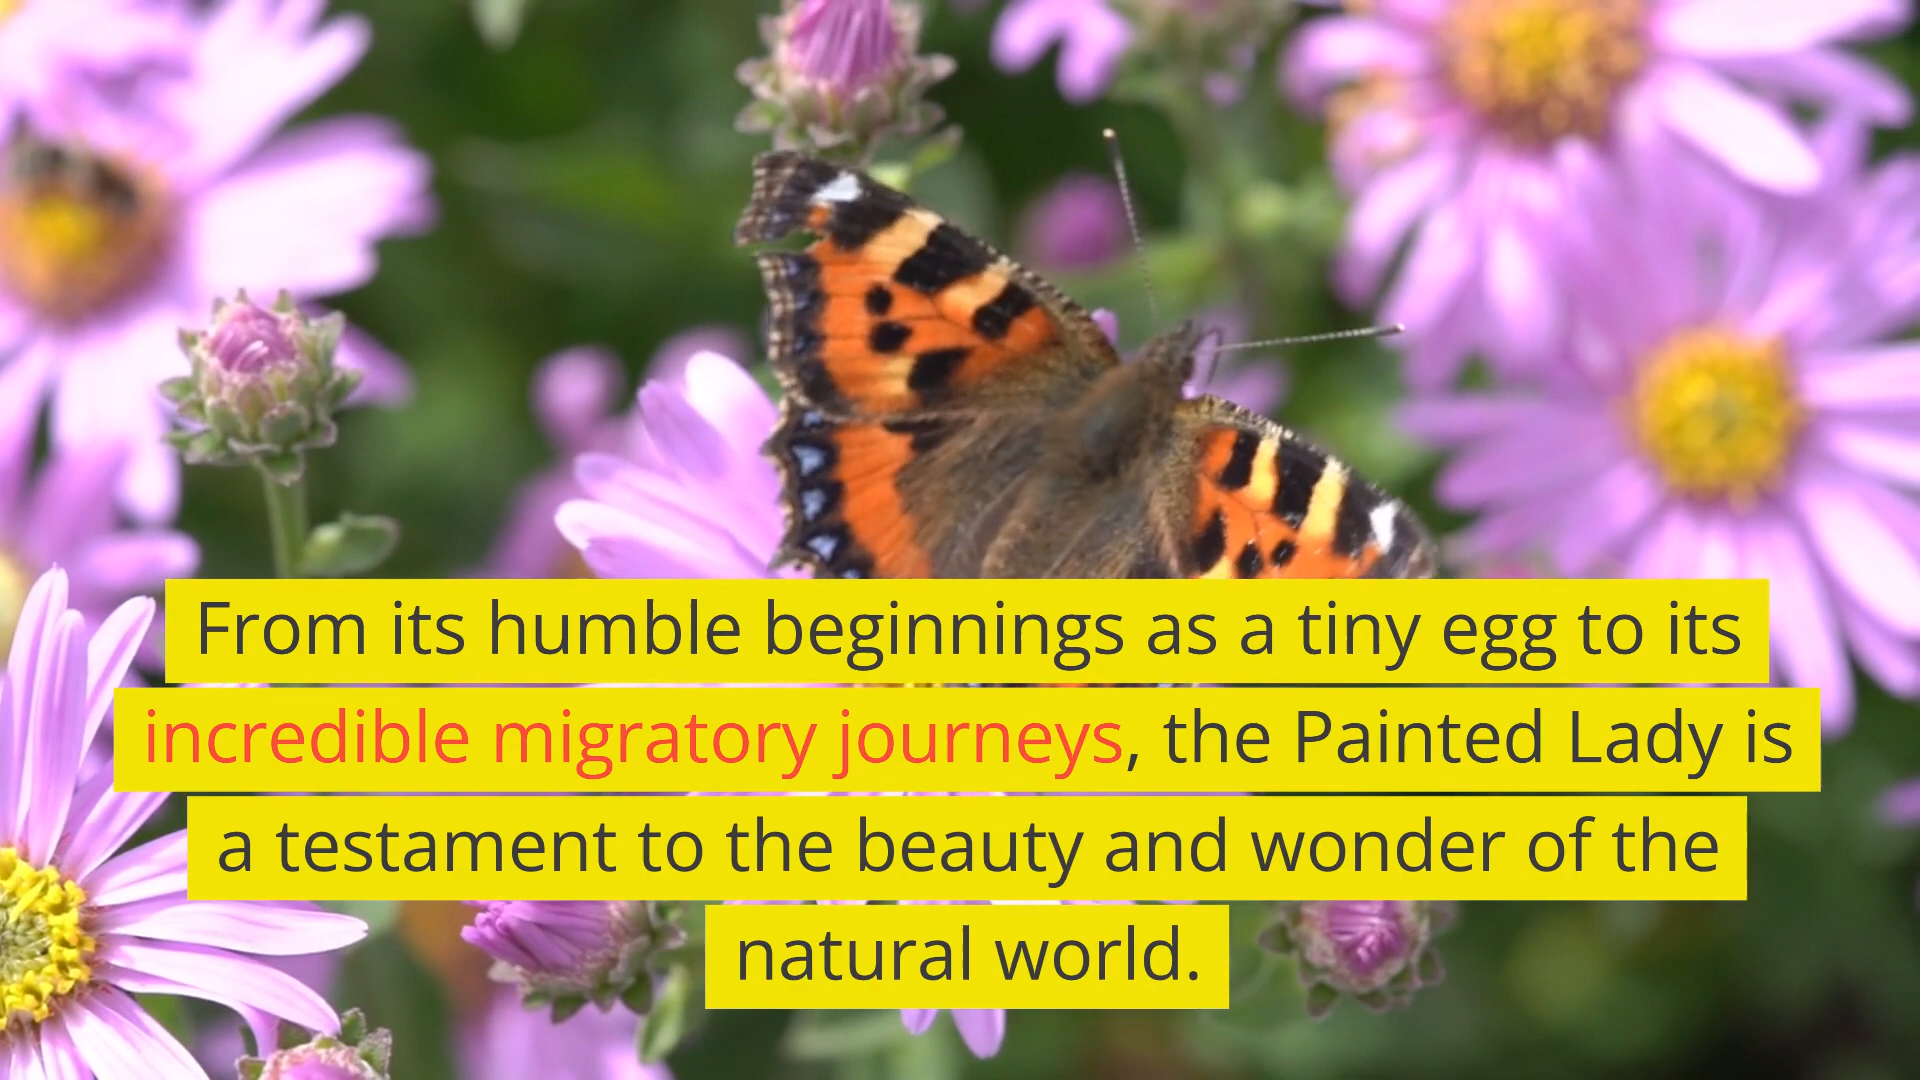 From its humble beginnings as a tiny egg to its
incredible migratory journeys, the Painted Lady is
a testament to the beauty and wonder of the
natural world.